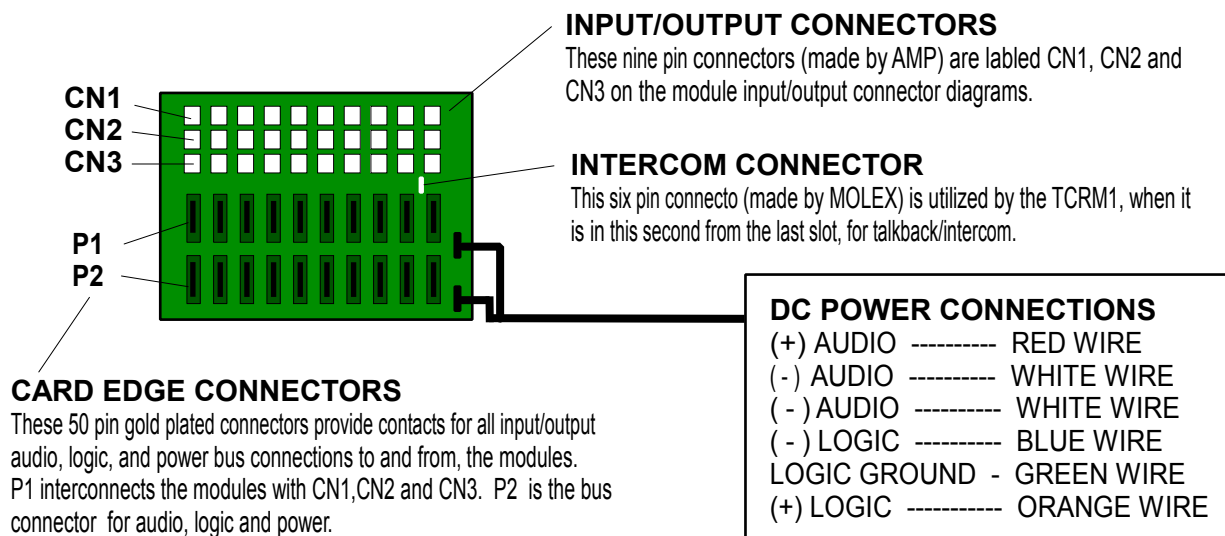 INPUT/OUTPUT CONNECTORS
These nine pin connectors (made by AMP) are labled CN1, CN2 and
CN3 on the module input/output connector diagrams.
CN1
CN2
CN3
INTERCOM CONNECTOR
This six pin connecto (made by MOLEX) is utilized by the TCRM1, when it
is in this second from the last slot, for talkback/intercom.
P1
P2
DC POWER CONNECTIONS
(+) AUDIO ---------- RED WIRE
(-) AUDIO ---------- WHITE WIRE
(-) AUDIO ---------- WHITE WIRE
(-) LOGIC ---------- BLUE WIRE
LOGIC GROUND - GREEN WIRE
(+) LOGIC ----------- ORANGE WIRE
CARD EDGE CONNECTORS
These 50 pin gold plated connectors provide contacts for all input/output
audio, logic, and power bus connections to and from, the modules.
P1 interconnects the modules with CN1,CN2 and CN3. P2 is the bus
connector for audio, logic and power.